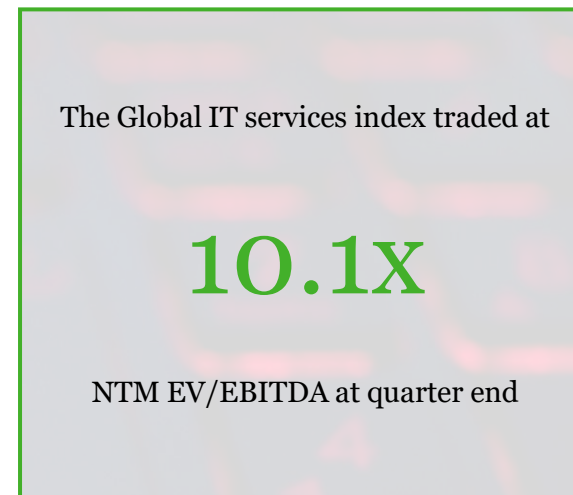 The Global IT services index traded at
10.1x
NTM EV/EBITDA at quarter end